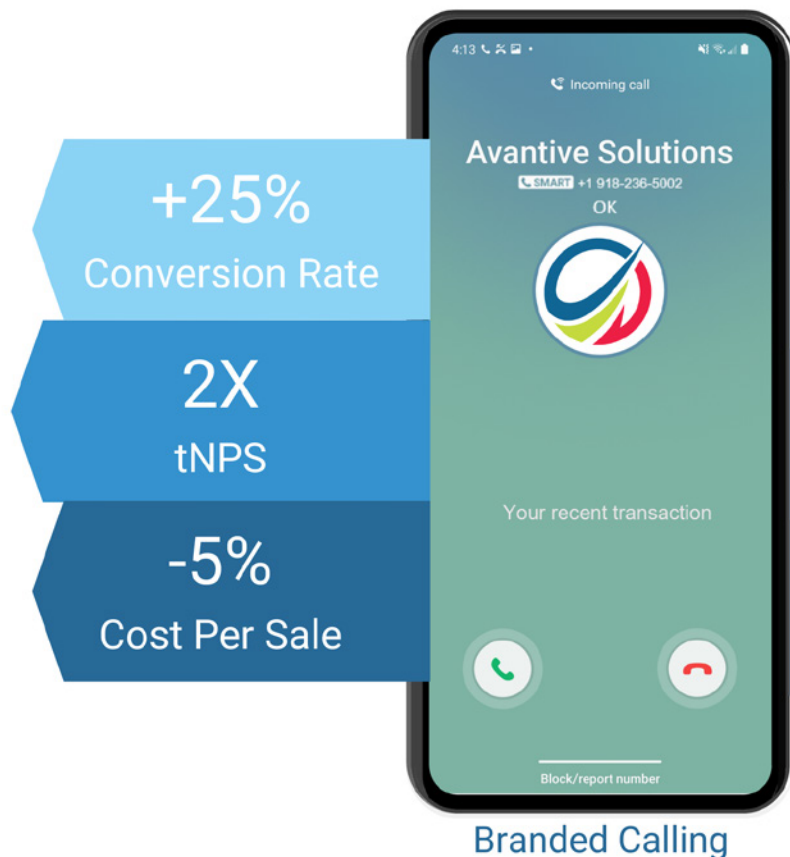 +25%
Conversion Rate
2X
tNPS
-5%
Cost Per Sale
4:13
Incoming call
Avantive Solutions
SMART +1 918-236-5002
OK
Your recent transaction
Block/report number
Branded Calling